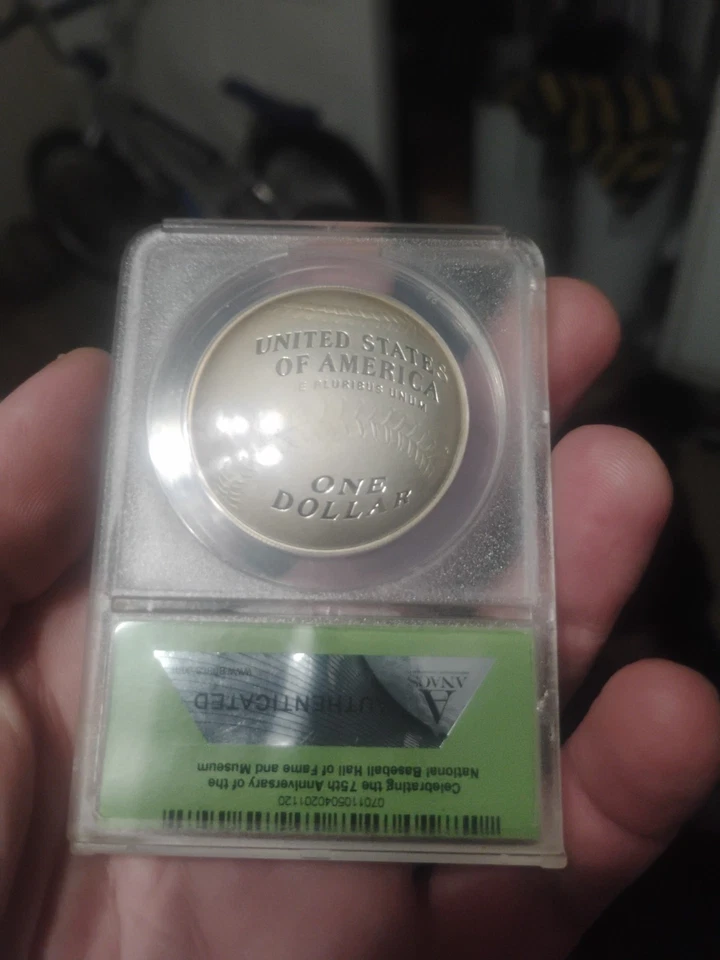 UNITED STATES
OF AMERICA
E PLURIBUS UNUM
ONE
DOLLAR
0701105040201120
Celebrating the 75th Anniversary of the
National Baseball Hall of Fame and Museum
ANACS
AUTHENTICATED